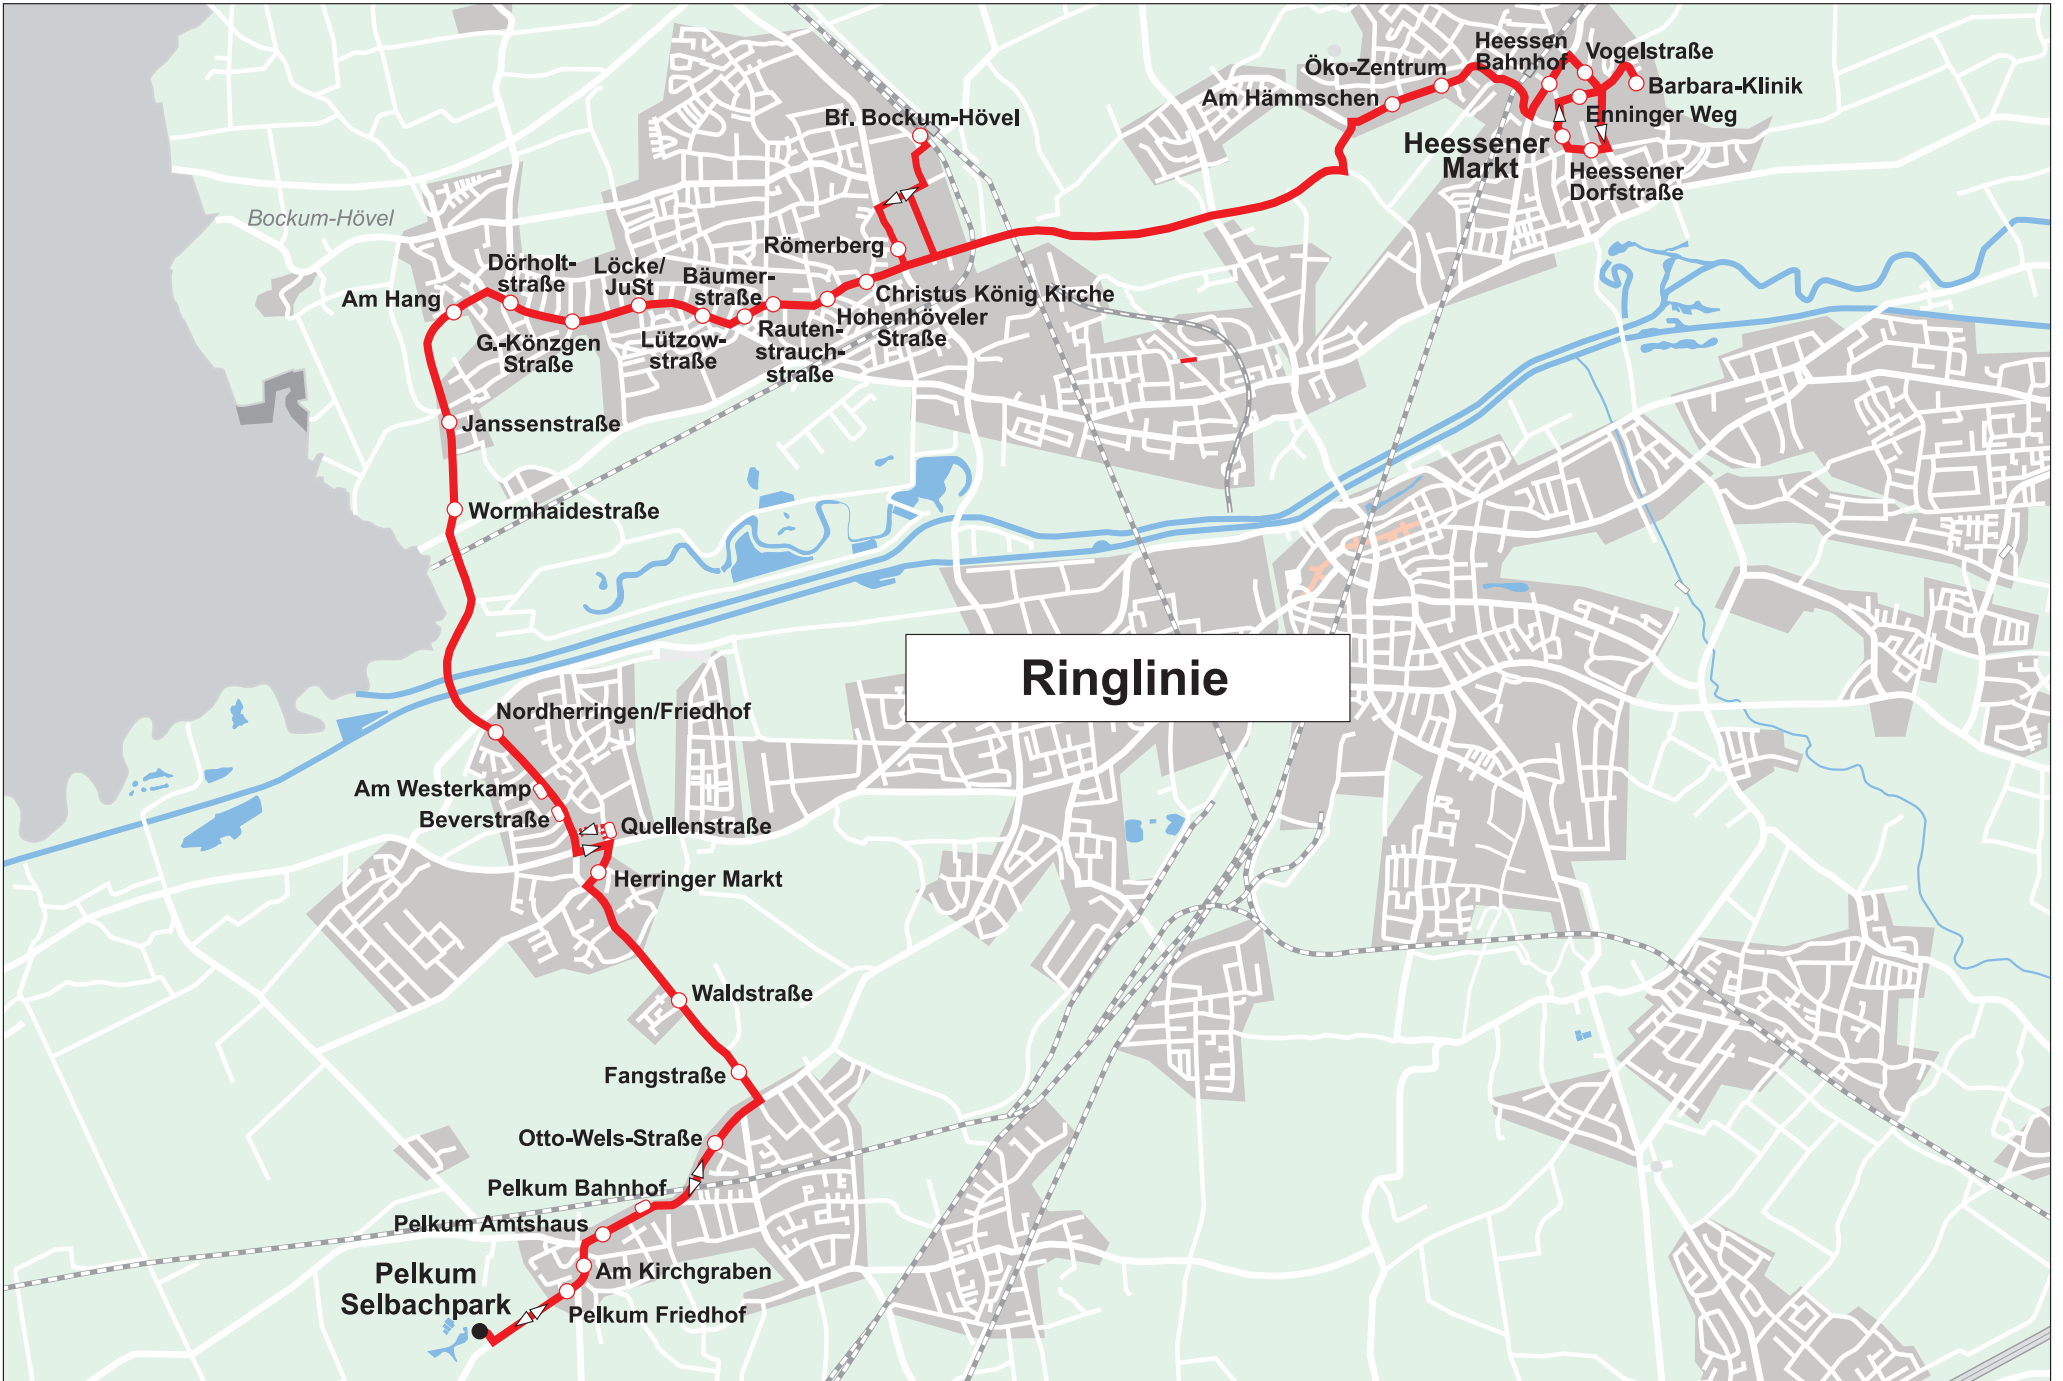 Heessen
Bahnhof
Vogelstraße
Öko-Zentrum
Barbara-Klinik
Am Hämmschen
Enninger Weg
Bf. Bockum-Hövel
Heessener
Markt
Heessener
Dorfstraße
Bockum-Hövel
Römerberg
Dörholt-
straße
Löcke/
JuSt
Bäumer-
straße
Am Hang
Christus König Kirche
Hohenhöveler
Straße
G.-Könzgen
Straße
Lützow-
straße
Rauten-
strauch-
straße
Janssenstraße
Wormhaidestraße
Ringlinie
Nordherringen/Friedhof
Am Westerkamp
Beverstraße
Quellenstraße
Herringer Markt
Waldstraße
Fangstraße
Otto-Wels-Straße
Pelkum Bahnhof
Pelkum Amtshaus
Am Kirchgraben
Pelkum
Selbachpark
Pelkum Friedhof